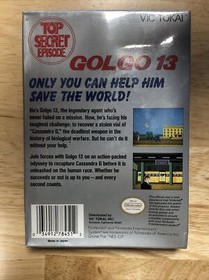 TOP
SECRET
EPISODE
VIC TOKAI
GOLGO 13
ONLY YOU CAN HELP HIM
SAVE THE WORLD!
He's Golgo 13, the legendary agent who's
never failed on a mission. Now, he's facing his
toughest challenge: to recover a stolen vial of
"Cassandra G," the deadliest weapon in the
history of biological warfare. But he can't do it
without your help.
Join forces with Golgo 13 on an action-packed
odyssey to recapture Cassandra G before it is
unleashed on the human race. Whether he
succeeds or not is up to you—and every
second counts.
Distributed by
VIC TOKAI, INC.
Made in Japan